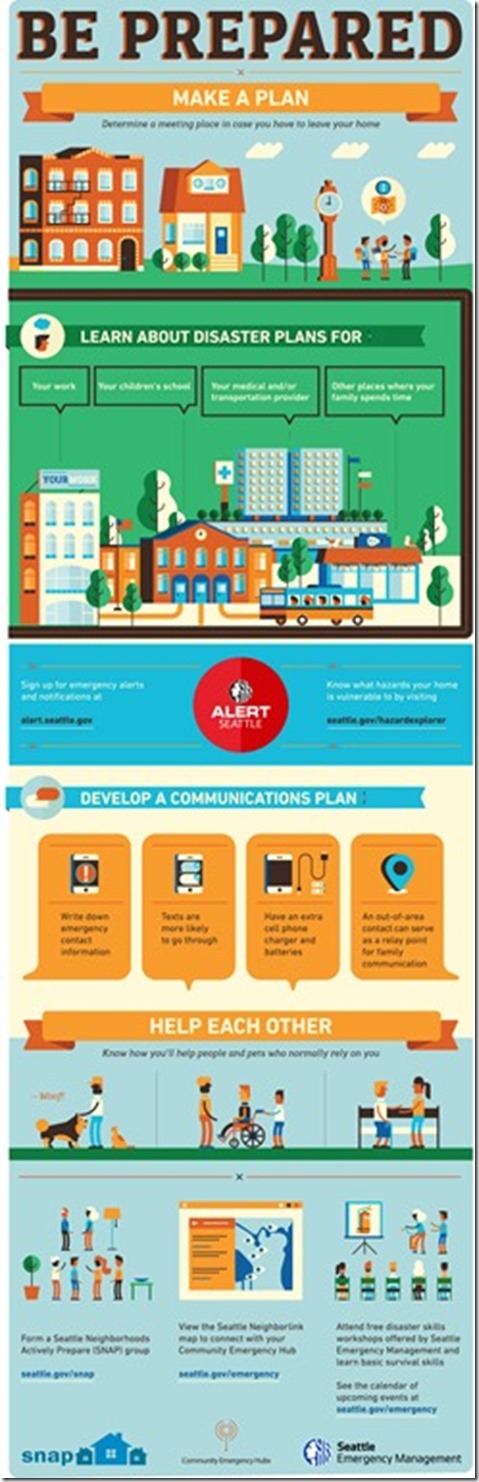 BE PREPARED
MAKE A PLAN
Determine a meeting place in case you have to leave your home
LEARN ABOUT DISASTER PLANS FOR
Your work
Your children's school
Your medical and/or
transportation provider
Other places where your
family spends time
YOUR WORK
Sign up for emergency alerts
and notifications at
alert.seattle.gov
ALERT
SEATTLE
Know what hazards your home
is vulnerable to by visiting
seattle.gov/hazardexplorer
DEVELOP A COMMUNICATIONS PLAN
Write down
emergency
contact
information
Texts are
more likely
to go through
Have an extra
cell phone
charger and
batteries
An out-of-area
contact can serve
as a relay point
for family
communication
HELP EACH OTHER
Know how you'll help people and pets who normally rely on you
~ Woof!
Form a Seattle Neighborhoods
Actively Prepare (SNAP) group
seattle.gov/snap
View the Seattle Neighborlink
map to connect with your
Community Emergency Hub
seattle.gov/emergency
Attend free disaster skills
workshops offered by Seattle
Emergency Management and
learn basic survival skills
See the calendar of
upcoming events at
seattle.gov/emergency
snap
Community Emergency Hubs
Seattle
Emergency Management